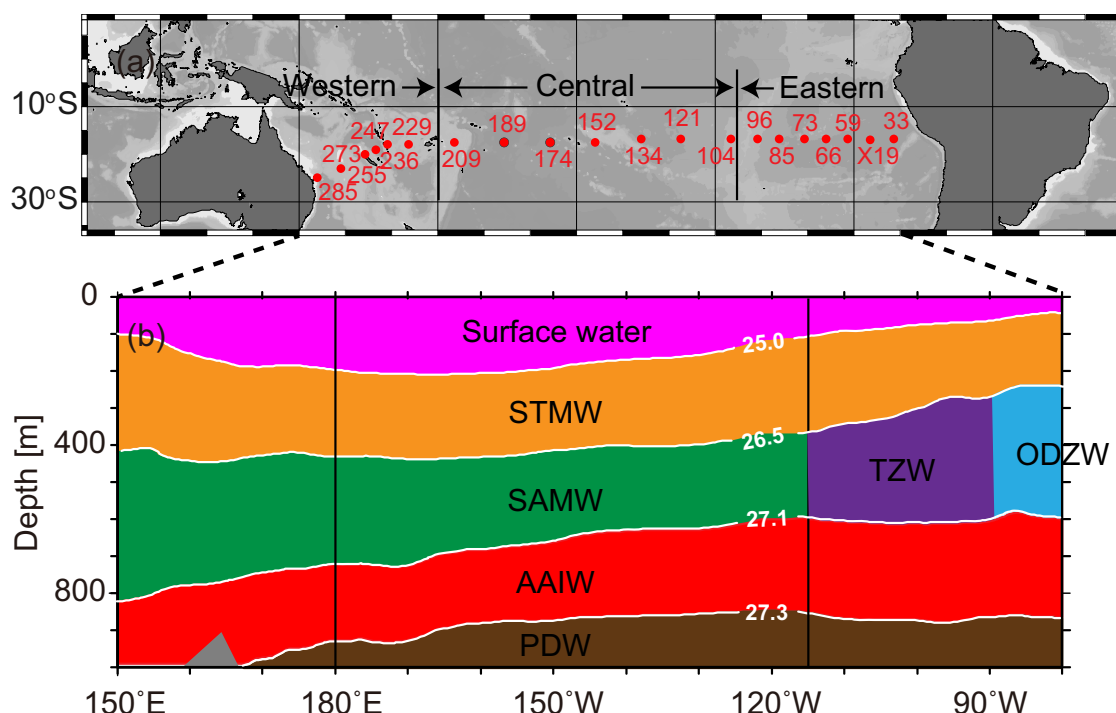 (a)
Western
Central
Eastern
10°S
30°S
247 229 189 152 121 96 73 59 33
273 236 209 174 134 104 85 66 X19
285 255
0
400
800
Depth [m]
(b)
Surface water
25.0
STMW
26.5
SAMW
TZW
ODZW
27.1
AAIW
27.3
PDW
150°E 180°E 150°W 120°W 90°W